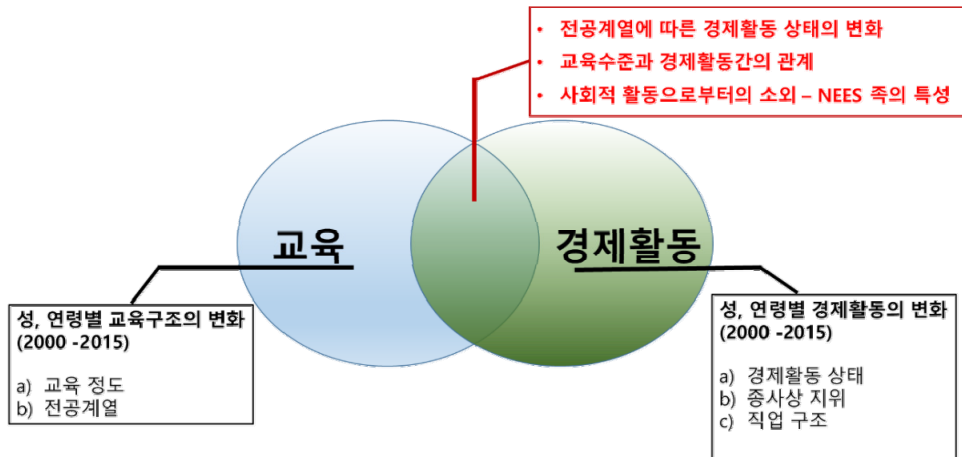 • 전공계열에 따른 경제활동 상태의 변화
• 교육수준과 경제활동간의 관계
• 사회적 활동으로부터의 소외 – NEES 족의 특성
교육
경제활동
성, 연령별 교육구조의 변화
(2000 -2015)
a) 교육 정도
b) 전공계열
성, 연령별 경제활동의 변화
(2000 -2015)
a) 경제활동 상태
b) 종사상 지위
c) 직업 구조